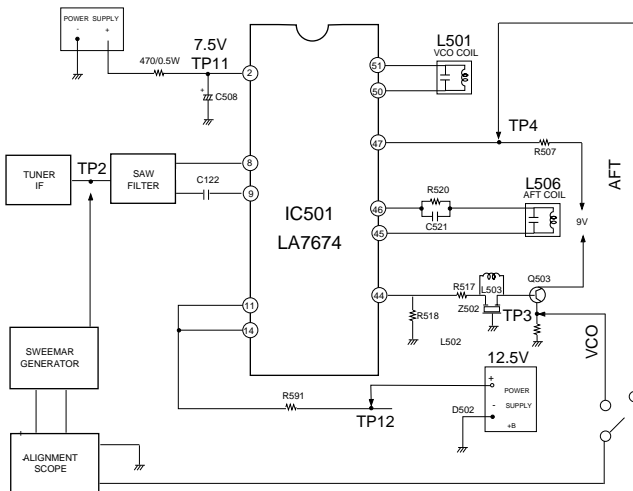 POWER SUPPLY
- +
470/0.5W
7.5V
TP11
+
C508
2
51
50
L501
VCO COIL
47
TP4
R507
AFT
TUNER
IF
TP2
SAW
FILTER
8
9
C122
IC501
LA7674
46
45
R520
C521
L506
AFT COIL
9V
44
R517
L503
Q503
R518
Z502
TP3
L502
VCO
11
14
SWEEMAR
GENERATOR
R591
TP12
12.5V
+
POWER
-
SUPPLY
D502
+B
+
-
ALIGNMENT
SCOPE